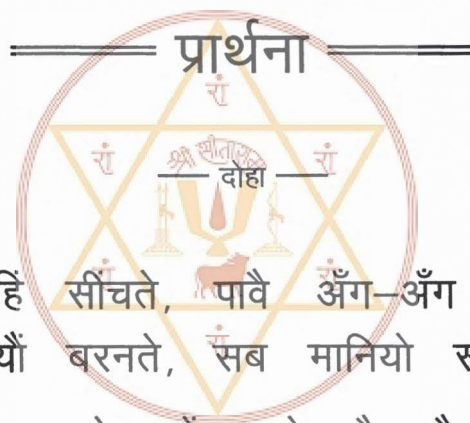 प्रार्थना
रां
रां
श्री सीताराम
रां
दोहा
हिं सींचते, पावै अँग–अँग
रां
रां
यौं बरनते, सब मानियो स
रां